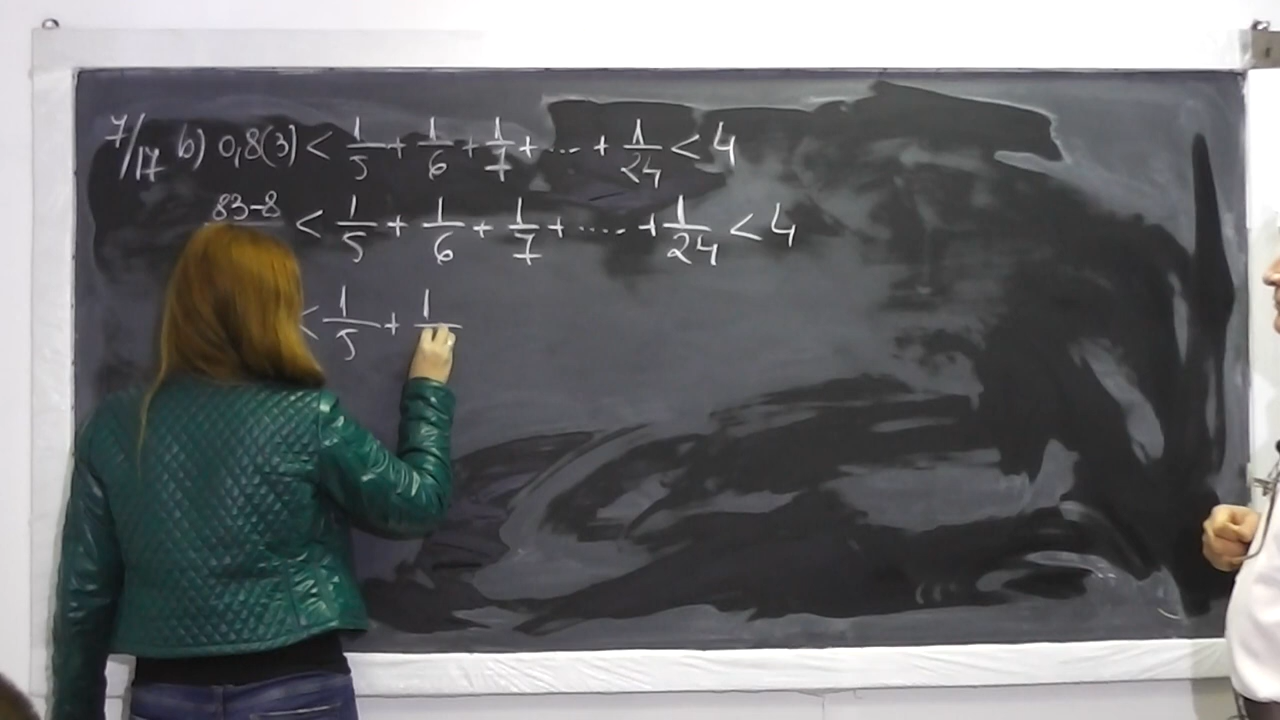 7/17 b) 0,8(3) < 1/5 + 1/6 + 1/7 + ... + 1/24 < 4
83-8 < 1/5 + 1/6 + 1/7 + .... + 1/24 < 4
< 1/5 + 1